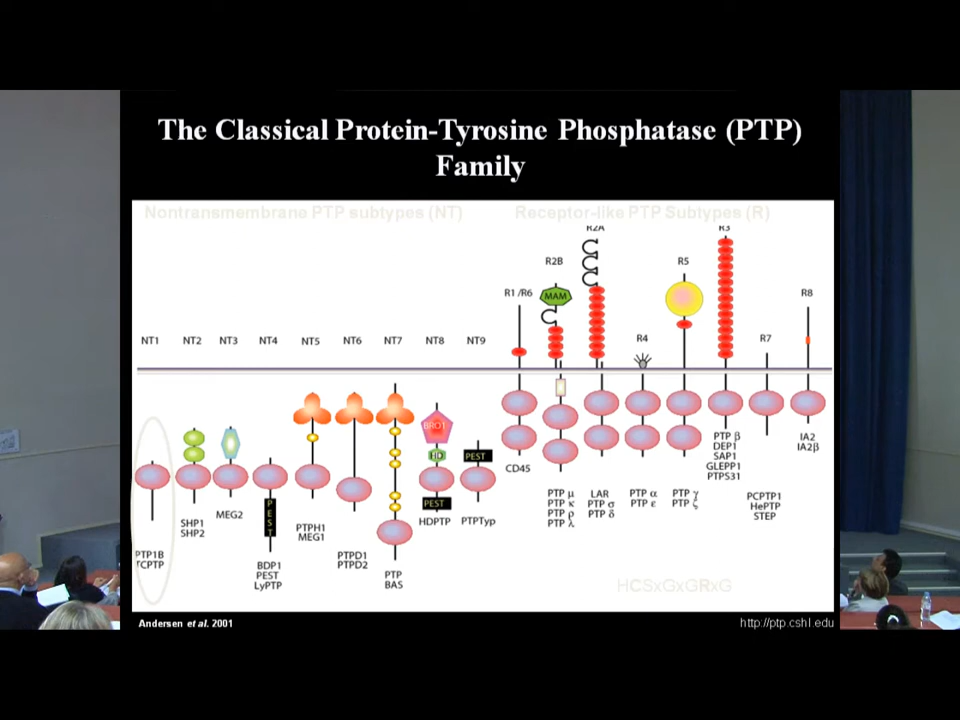 The Classical Protein-Tyrosine Phosphatase (PTP)
Family
Nontransmembrane PTP subtypes (NT)
Receptor-like PTP Subtypes (R)
R2A
R3
R2B
R5
R1/R6
MAM
R8
NT1 NT2 NT3 NT4 NT5 NT6 NT7 NT8 NT9
R4
R7
BRO1
HD
PEST
PEST
PEST
CD45
PTP β
DEP1
SAP1
GLEPP1
PTPS31
IA2
IA2β
PTP μ
PTP κ
PTP ρ
PTP λ
LAR
PTP σ
PTP δ
PTP α
PTP ε
PTP γ
PTP ζ
PCPTP1
HePTP
STEP
SHP1
SHP2
MEG2
PTPH1
MEG1
HDPTP
PTPTyp
PTP1B
TCPTP
BDP1
PEST
LyPTP
PTPD1
PTPD2
PTP
BAS
HCSxGxGRxG
Andersen et al. 2001
http://ptp.cshl.edu